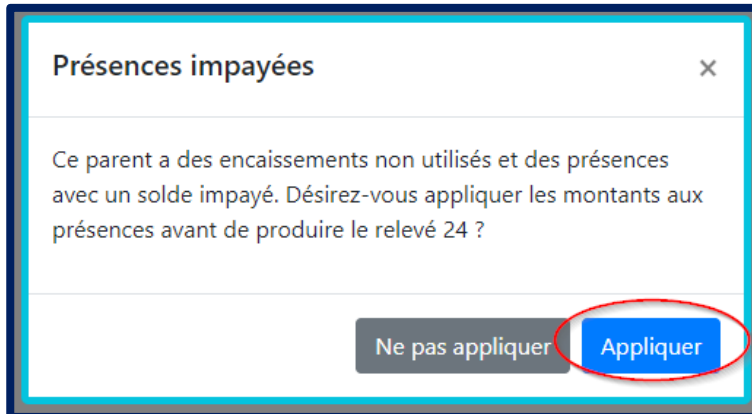 Présences impayées
×
Ce parent a des encaissements non utilisés et des présences
avec un solde impayé. Désirez-vous appliquer les montants aux
présences avant de produire le relevé 24 ?
Ne pas appliquer
Appliquer